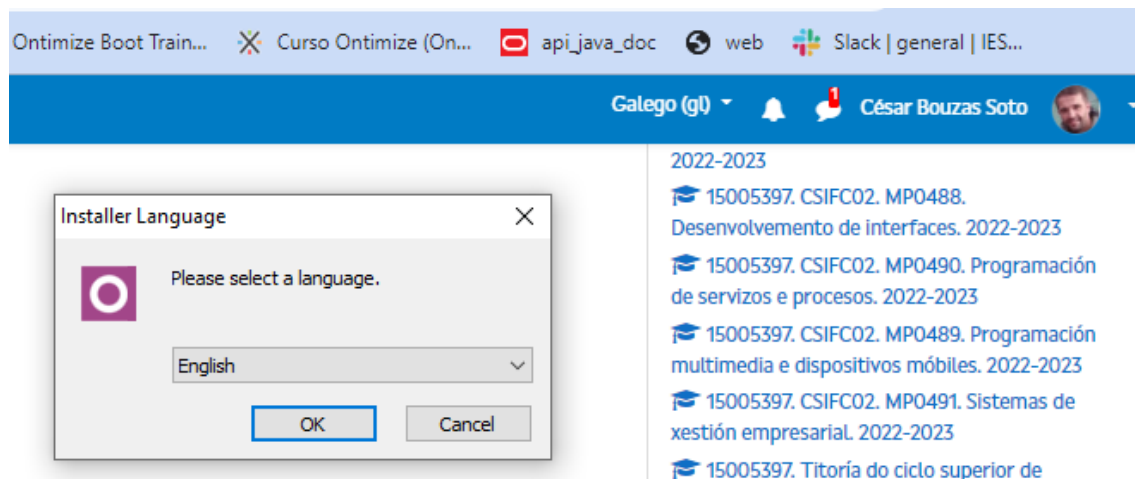 Ontimize Boot Train... Curso Ontimize (On... api_java_doc web Slack | general | IES...
Galego (gl) 1 César Bouzas Soto
2022-2023
15005397. CSIFC02. MP0488.
Desenvolvemento de interfaces. 2022-2023
15005397. CSIFC02. MP0490. Programación
de servizos e procesos. 2022-2023
15005397. CSIFC02. MP0489. Programación
multimedia e dispositivos móbiles. 2022-2023
15005397. CSIFC02. MP0491. Sistemas de
xestión empresarial. 2022-2023
15005397. Titoría do ciclo superior de
Installer Language
Please select a language.
English
OK Cancel